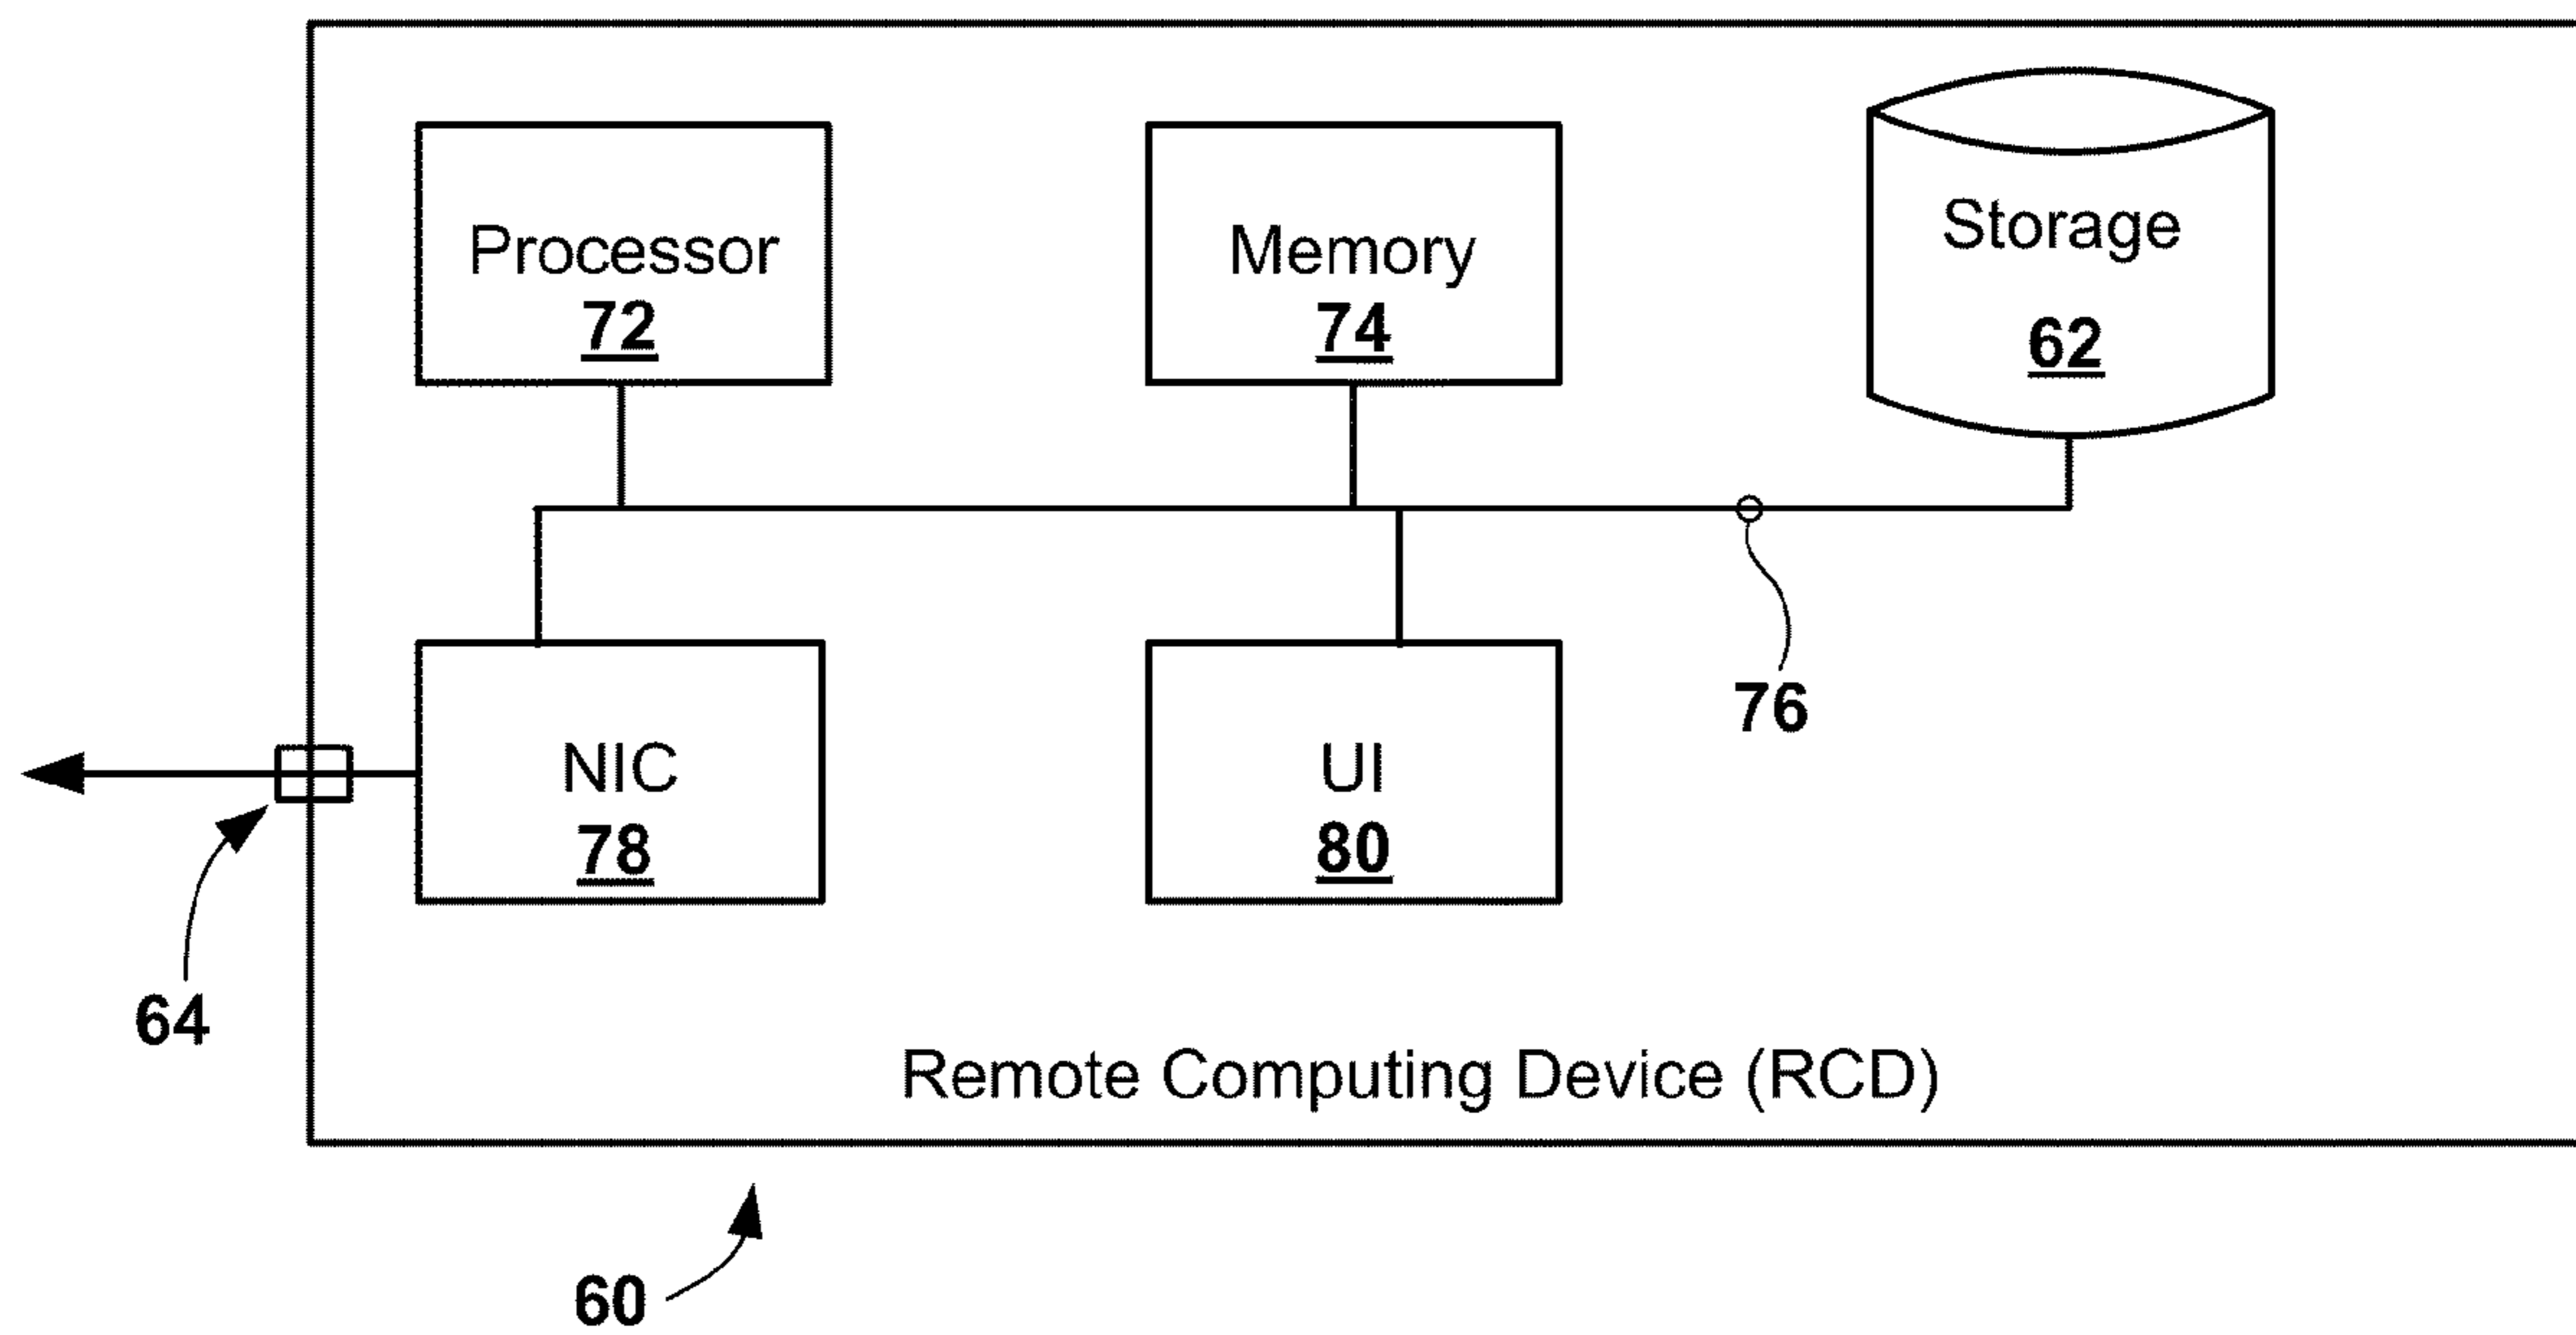 Processor
72
Memory
74
Storage
62
76
NIC
78
UI
80
64
Remote Computing Device (RCD)
60